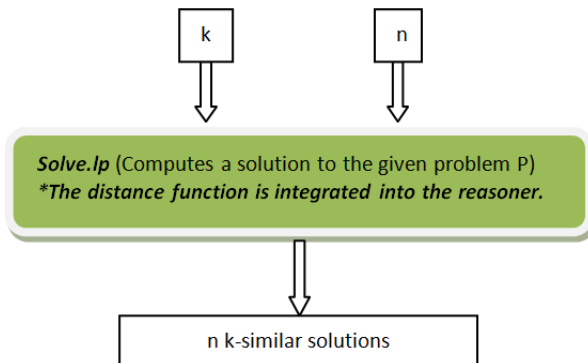 k
n
Solve.lp (Computes a solution to the given problem P)
*The distance function is integrated into the reasoner.
n k-similar solutions